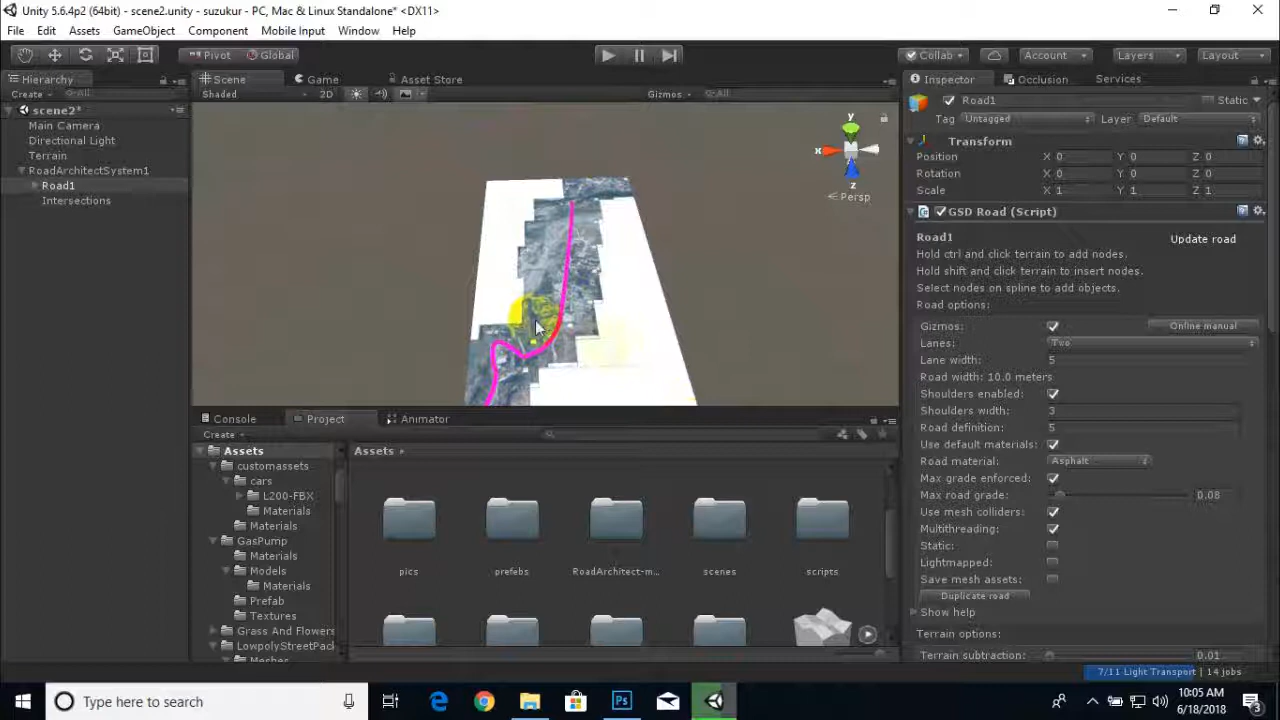 Unity 5.6.4p2 (64bit) - scene2.unity - suzukur - PC, Mac & Linux Standalone* <DX11>
File Edit Assets GameObject Component Mobile Input Window Help
Pivot Global Collab Account Layers Layout
Hierarchy
Create All
scene2*
Main Camera
Directional Light
Terrain
RoadArchitectSystem1
Road1
Intersections
Scene Game Asset Store
Shaded 2D Gizmos All
y
x
z
Persp
Console Project Animator
Create
Assets
customassets
cars
L200-FBX
Materials
Materials
GasPump
Materials
Models
Materials
Prefab
Textures
Grass And Flowers
LowpolyStreetPack
Meshes
Assets
pics prefebs RoadArchitect-m... scenes scripts
Inspector Occlusion Services
Road1 Static
Tag Untagged Layer Default
Transform
Position X 0 Y 0 Z 0
Rotation X 0 Y 0 Z 0
Scale X 1 Y 1 Z 1
GSD Road (Script)
Road1 Update road
Hold ctrl and click terrain to add nodes.
Hold shift and click terrain to insert nodes.
Select nodes on spline to add objects.
Road options:
Gizmos: Online manual
Lanes: Two
Lane width: 5
Road width: 10.0 meters
Shoulders enabled:
Shoulders width: 3
Road definition: 5
Use default materials:
Road material: Asphalt
Max grade enforced:
Max road grade: 0.08
Use mesh colliders:
Multithreading:
Static:
Lightmapped:
Save mesh assets:
Duplicate road
Show help
Terrain options:
Terrain subtraction: 0.01
7/11 Light Transport | 14 jobs
Type here to search
10:05 AM
6/18/2018
3